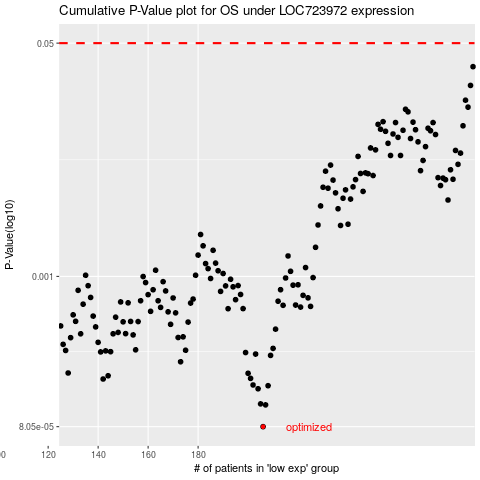 Cumulative P-Value plot for OS under LOC723972 expression
P-Value(log10)
0.05
0.001
8.05e-05
optimized
00 120 140 160 180
# of patients in 'low exp' group